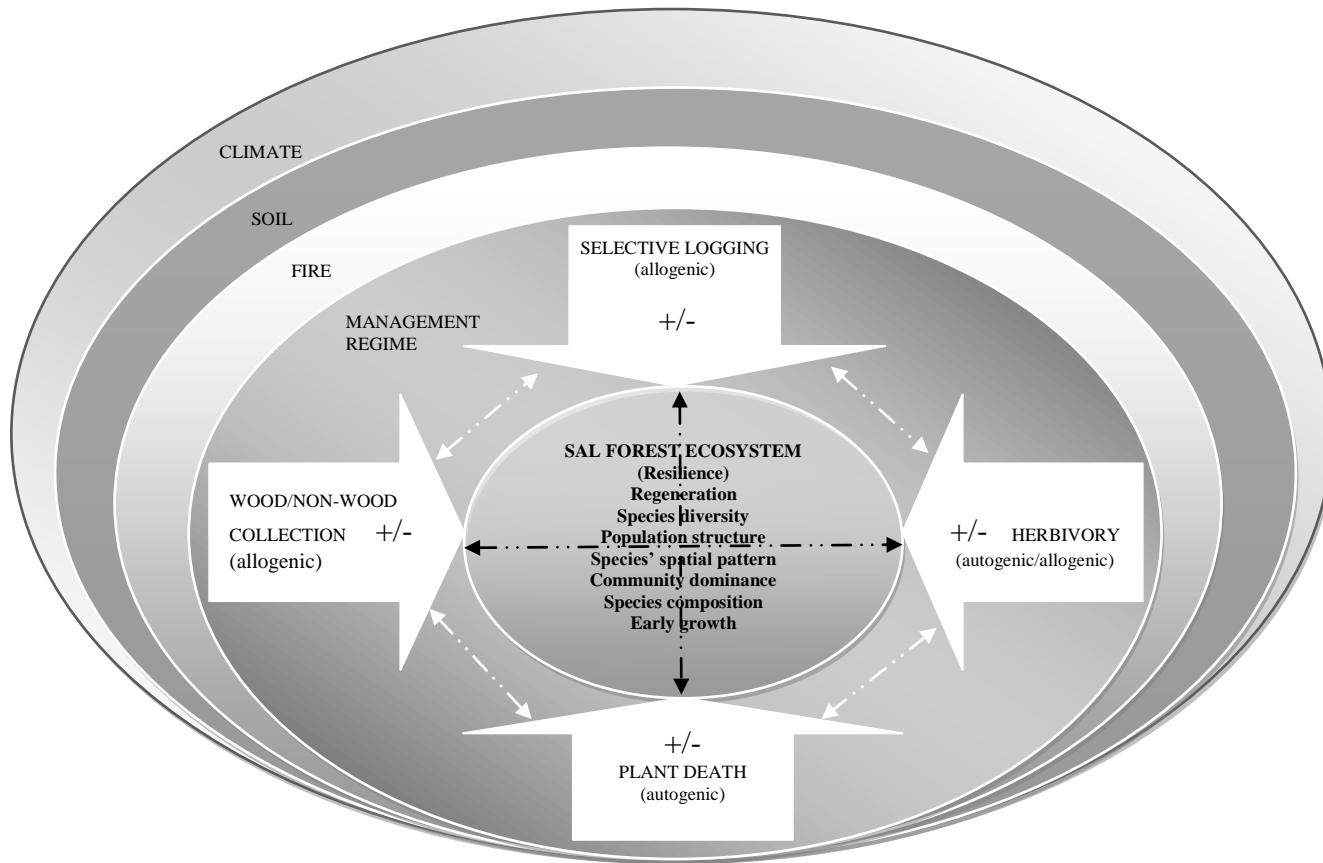 CLIMATE
SOIL
FIRE
MANAGEMENT
REGIME
SELECTIVE LOGGING
(allogenic)
+/-
WOOD/NON-WOOD
COLLECTION +/-
(allogenic)
SAL FOREST ECOSYSTEM
(Resilience)
Regeneration
Species diversity
Population structure
Species’ spatial pattern
Community dominance
Species composition
Early growth
+/- HERBIVORY
(autogenic/allogenic)
+/-
PLANT DEATH
(autogenic)